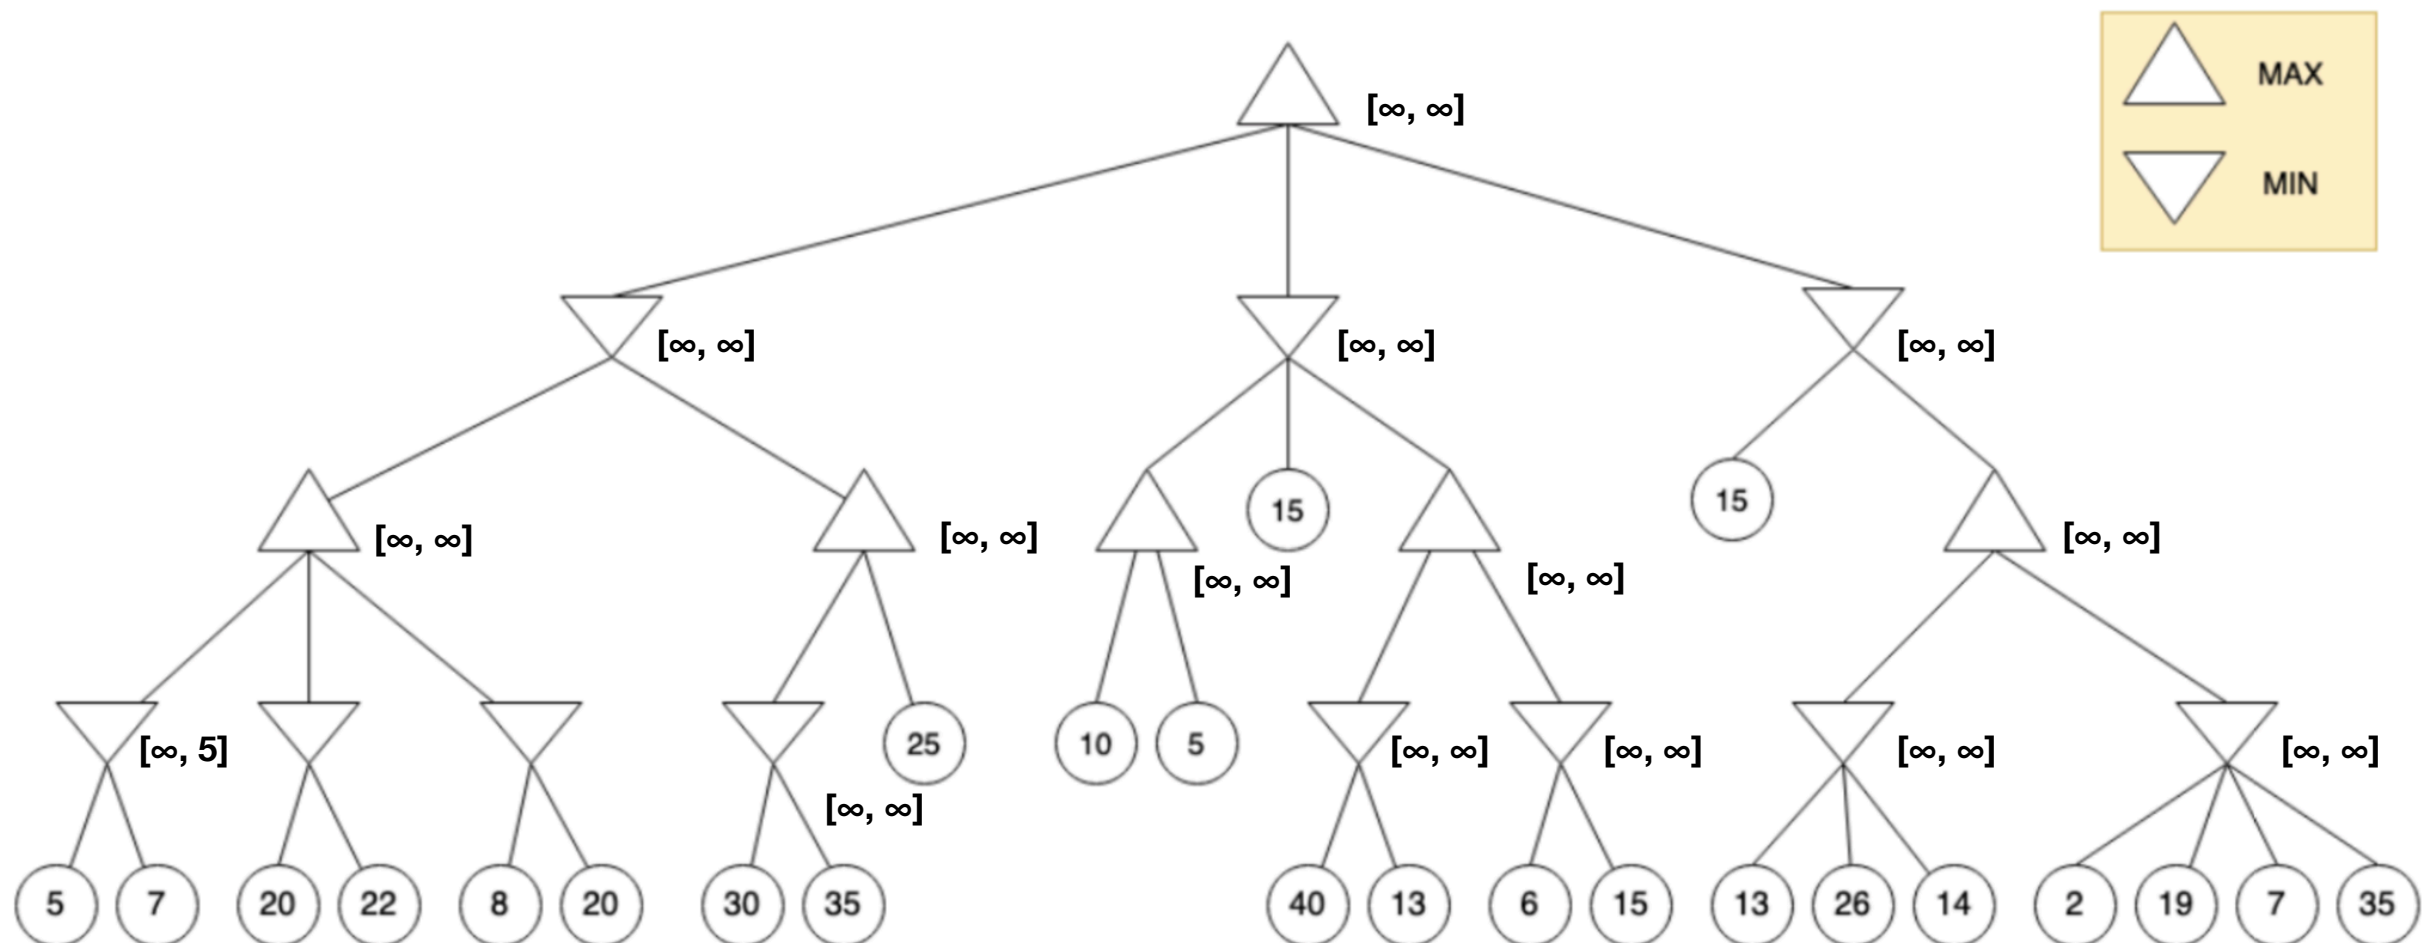 MAX
[∞, ∞]
MIN
[∞, ∞] [∞, ∞] [∞, ∞]
15 15
[∞, ∞] [∞, ∞] [∞, ∞]
[∞, ∞] [∞, ∞]
25 10 5
[∞, 5] [∞, ∞] [∞, ∞] [∞, ∞] [∞, ∞]
[∞, ∞]
5 7 20 22 8 20 30 35 40 13 6 15 13 26 14 2 19 7 35